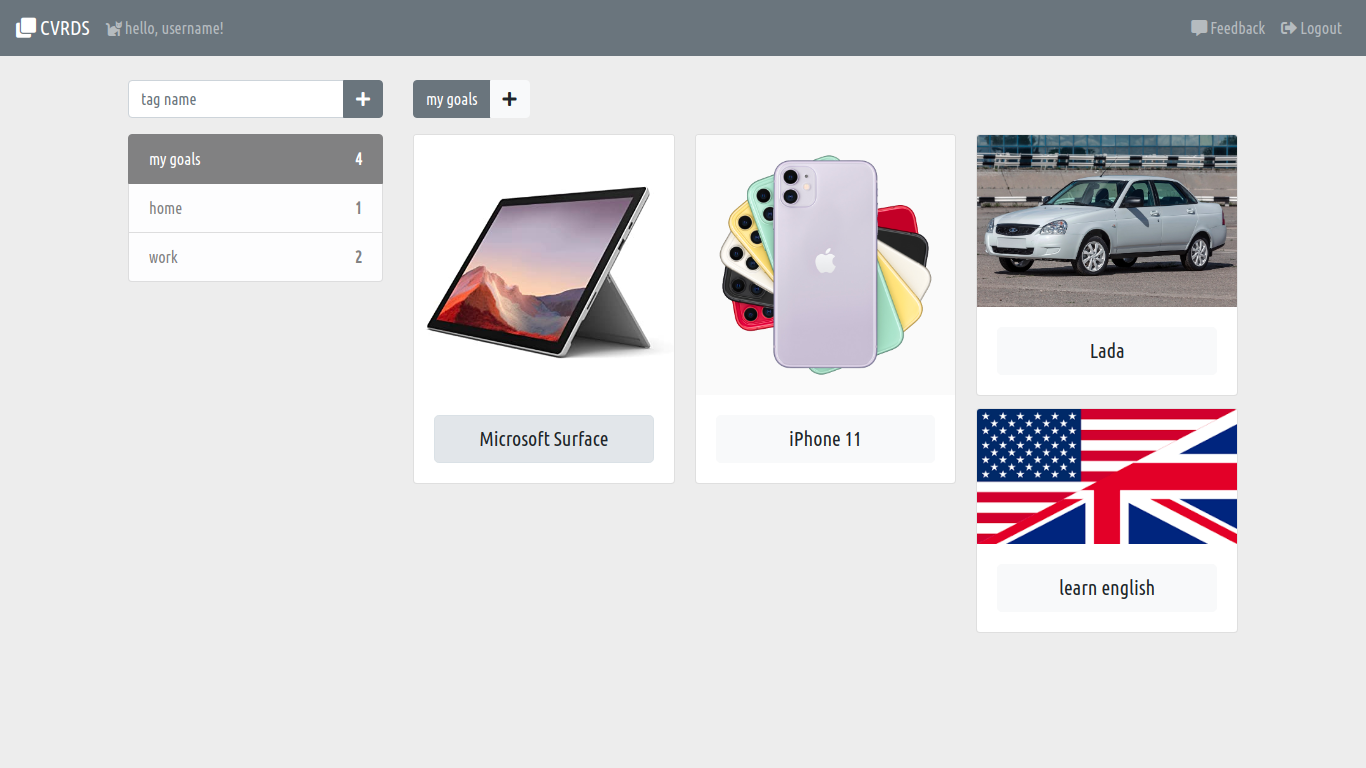 CVRDS
hello, username!
Feedback
Logout
tag name
my goals
my goals 4
home 1
work 2
Microsoft Surface
iPhone 11
Lada
learn english